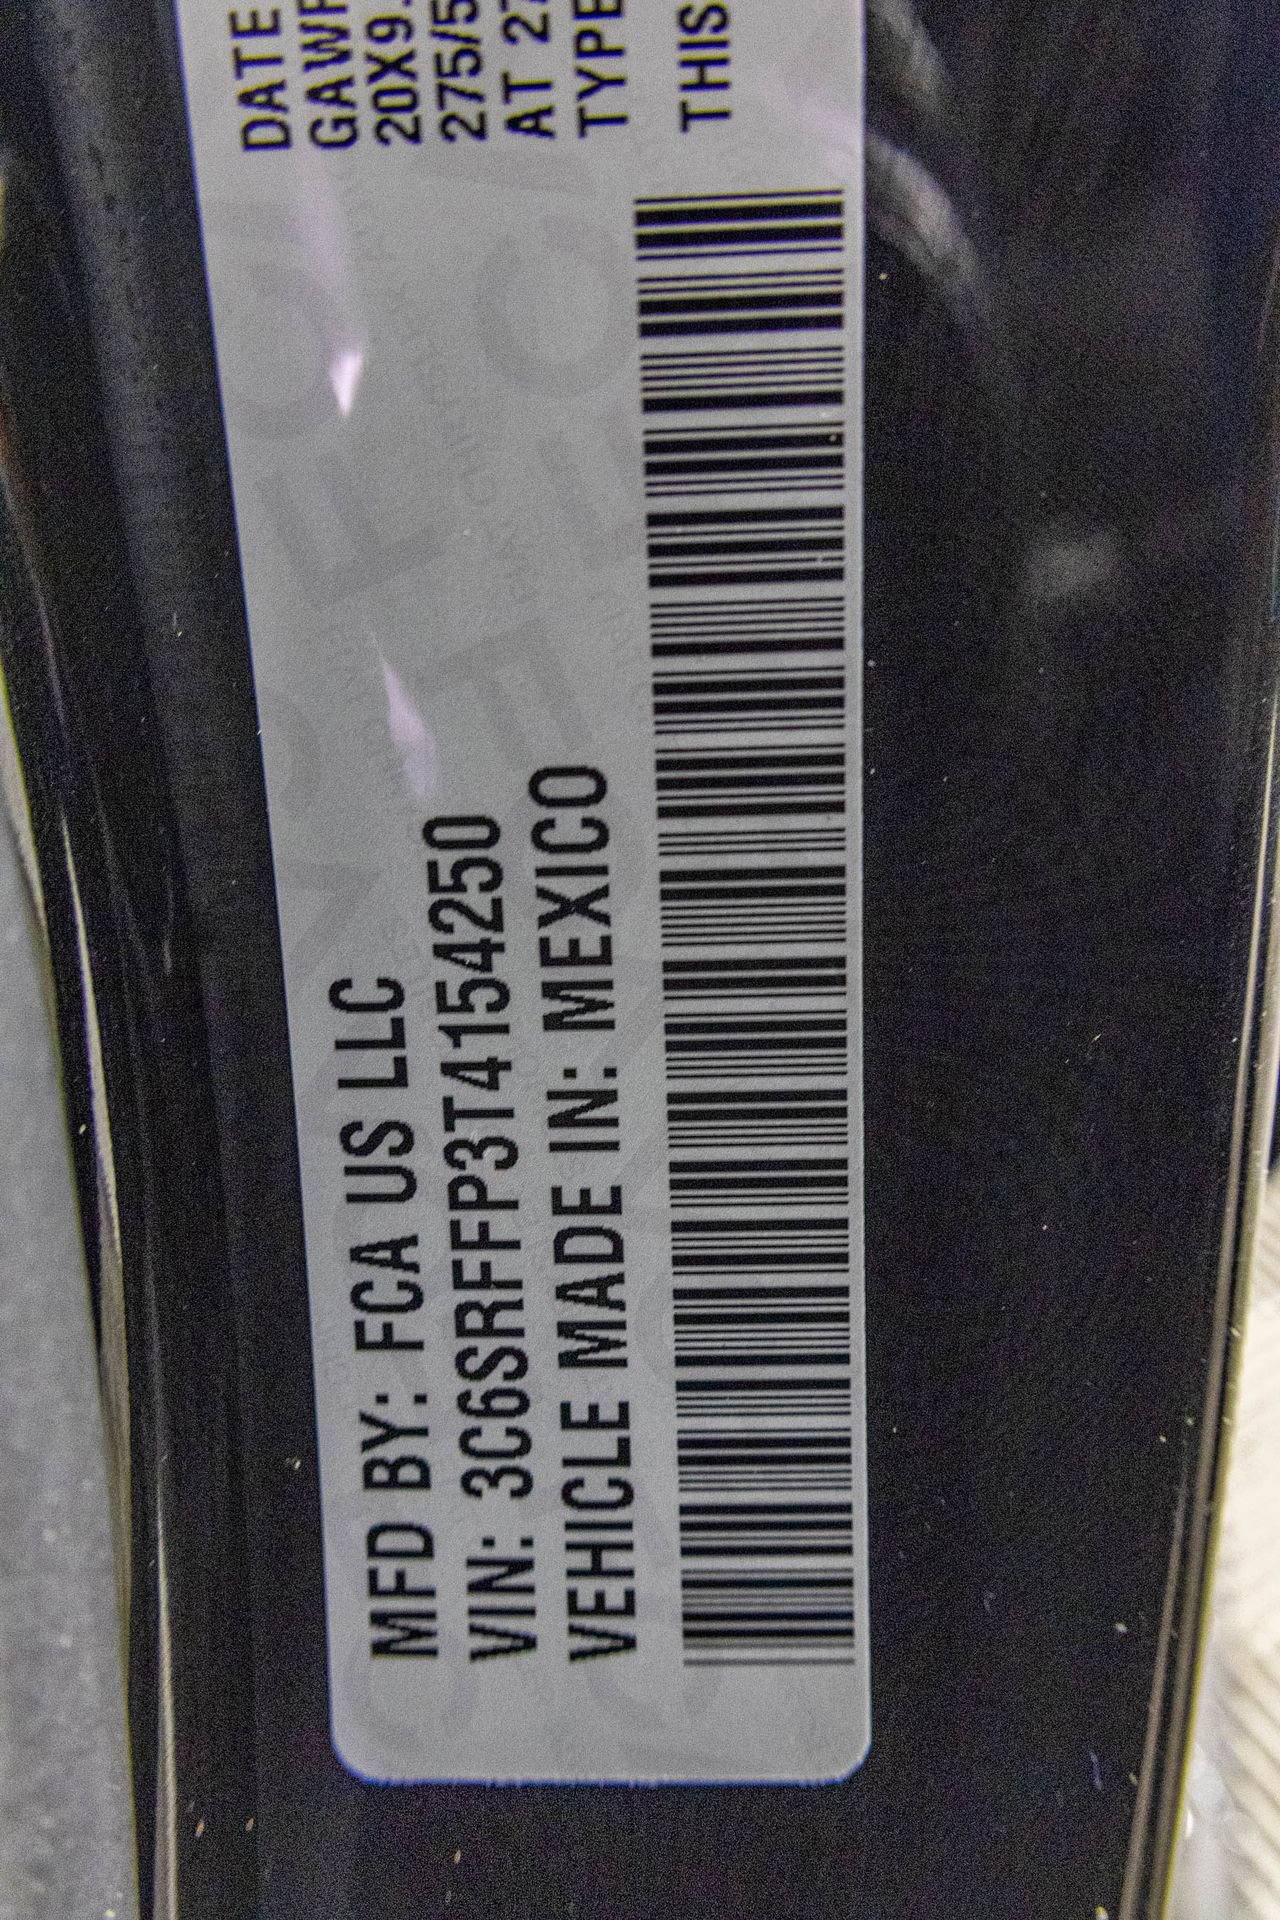 MFD BY: FCA US LLC
VIN: 3C6SRFFP3T4154250
VEHICLE MADE IN: MEXICO
DATE
GAWR
20X9.
275/5
AT 27
TYPE
THIS